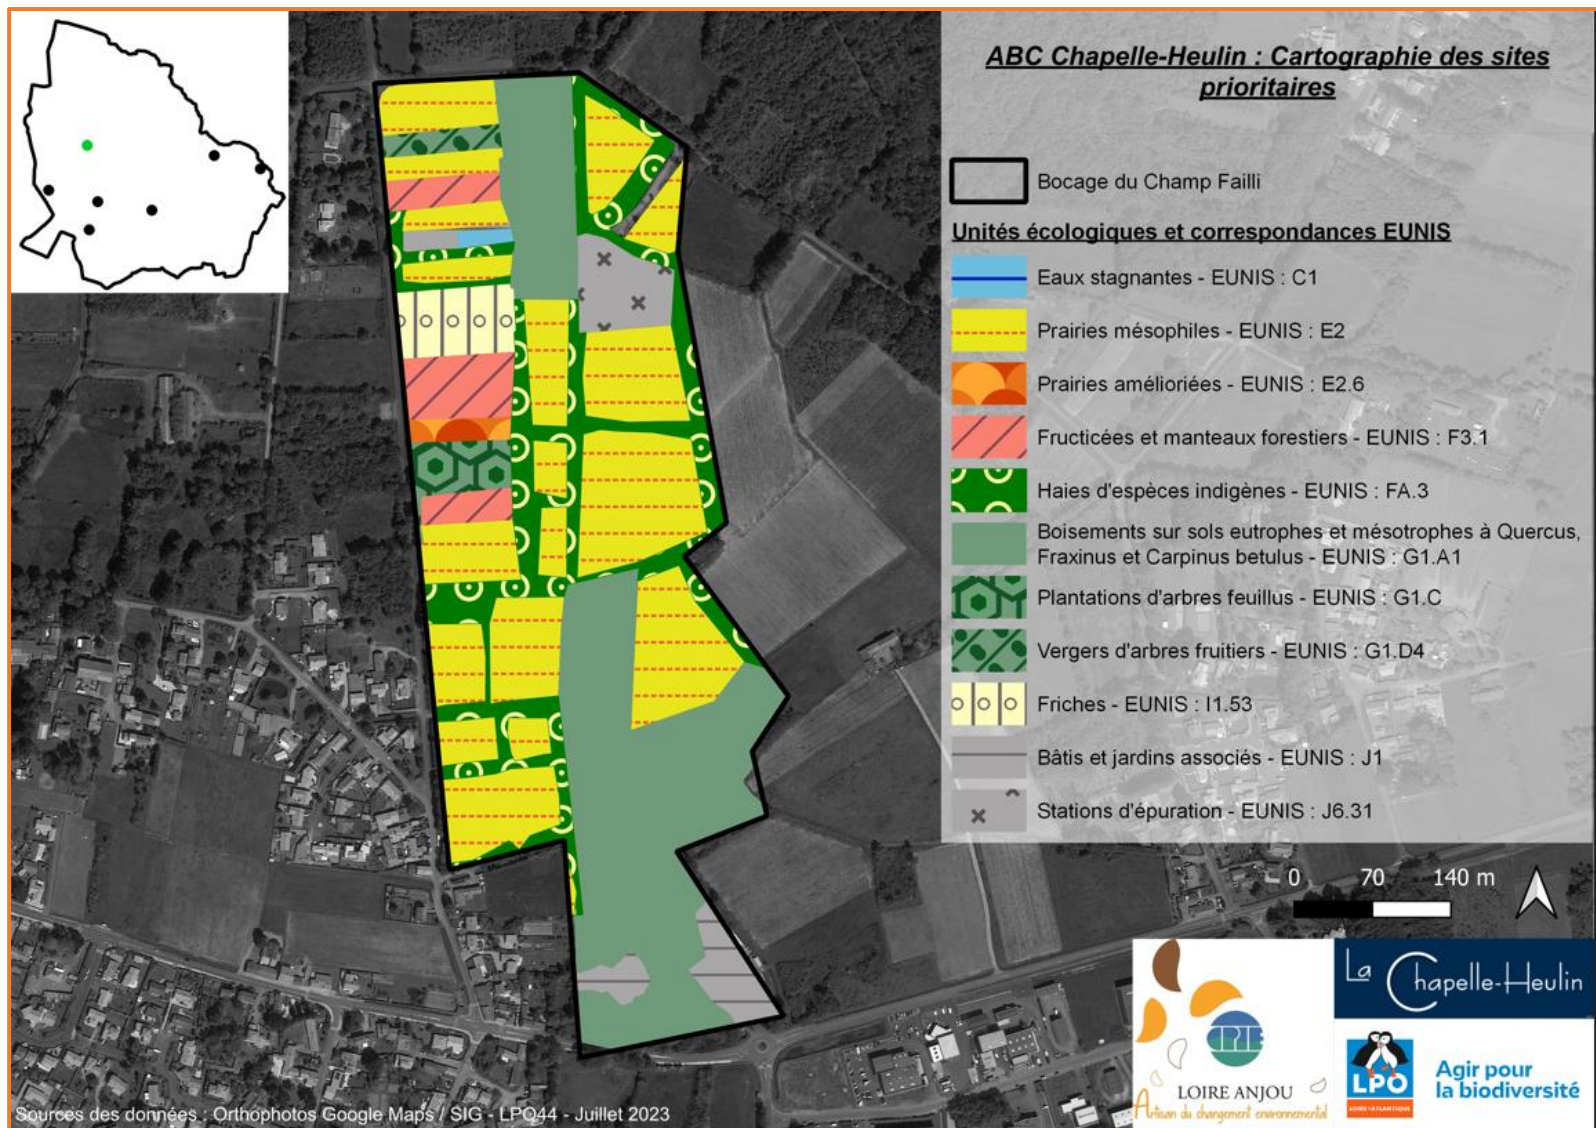 ABC Chapelle-Heulin : Cartographie des sites
prioritaires
Bocage du Champ Failli
Unités écologiques et correspondances EUNIS
Eaux stagnantes - EUNIS : C1
Prairies mésophiles - EUNIS : E2
Prairies amélioriées - EUNIS : E2.6
Fructicées et manteaux forestiers - EUNIS : F3.1
Haies d'espèces indigènes - EUNIS : FA.3
Boisements sur sols eutrophes et mésotrophes à Quercus,
Fraxinus et Carpinus betulus - EUNIS : G1.A1
Plantations d'arbres feuillus - EUNIS : G1.C
Vergers d'arbres fruitiers - EUNIS : G1.D4
Friches - EUNIS : I1.53
Bâtis et jardins associés - EUNIS : J1
Stations d'épuration - EUNIS : J6.31
0 70 140 m
CPIE
LOIRE ANJOU
Artisan du changement environnemental
La Chapelle-Heulin
LPO
LOIRE-ATLANTIQUE
Agir pour
la biodiversité
Sources des données : Orthophotos Google Maps / SIG - LPO44 - Juillet 2023